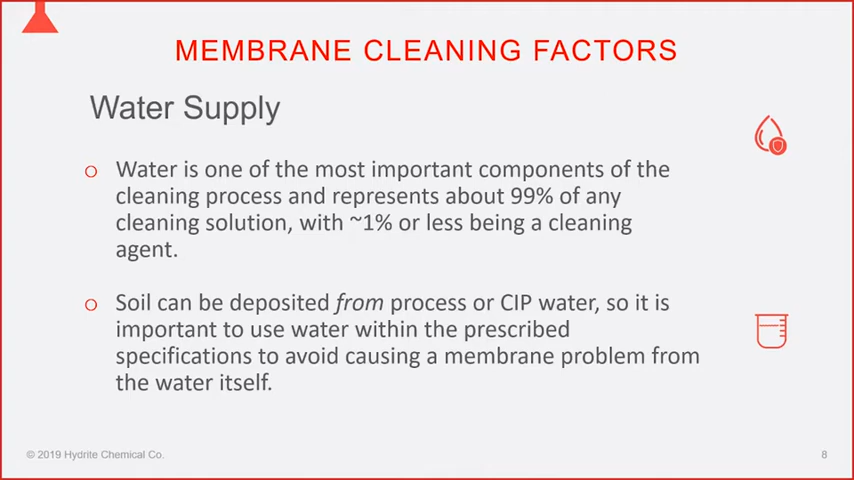 MEMBRANE CLEANING FACTORS
Water Supply
o Water is one of the most important components of the
cleaning process and represents about 99% of any
cleaning solution, with ~1% or less being a cleaning
agent.
o Soil can be deposited from process or CIP water, so it is
important to use water within the prescribed
specifications to avoid causing a membrane problem from
the water itself.
© 2019 Hydrite Chemical Co.
8